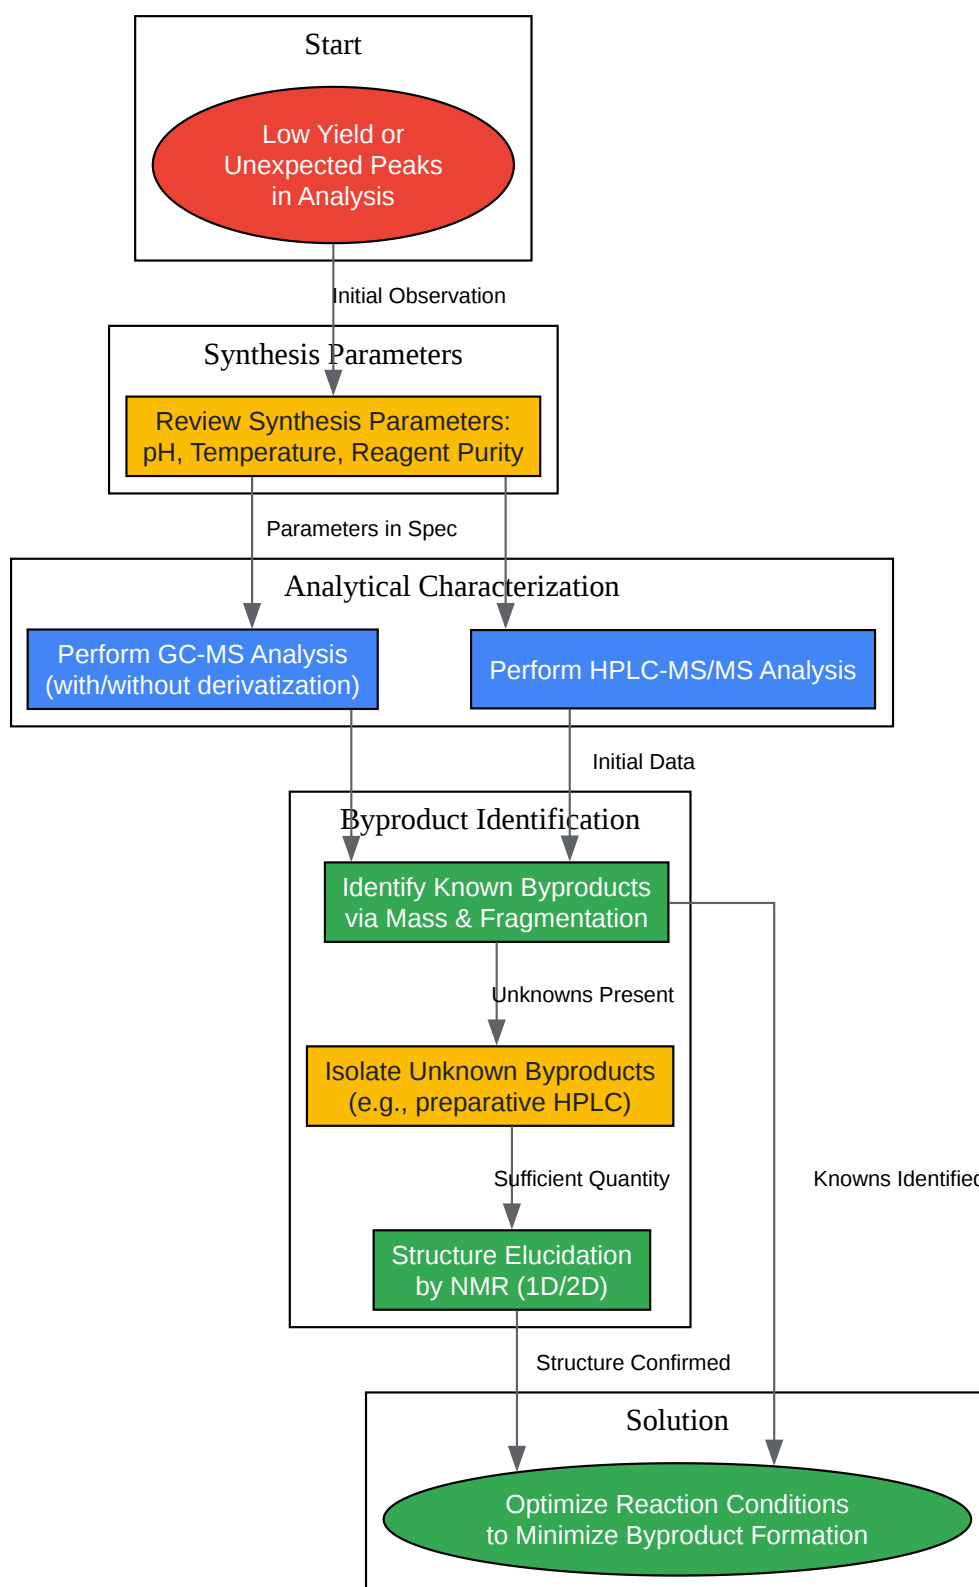 Start
Low Yield or
Unexpected Peaks
in Analysis
Initial Observation
Synthesis Parameters
Review Synthesis Parameters:
pH, Temperature, Reagent Purity
Parameters in Spec
Analytical Characterization
Perform GC-MS Analysis
(with/without derivatization)
Perform HPLC-MS/MS Analysis
Initial Data
Byproduct Identification
Identify Known Byproducts
via Mass & Fragmentation
Unknowns Present
Isolate Unknown Byproducts
(e.g., preparative HPLC)
Sufficient Quantity
Knowns Identified
Structure Elucidation
by NMR (1D/2D)
Structure Confirmed
Solution
Optimize Reaction Conditions
to Minimize Byproduct Formation